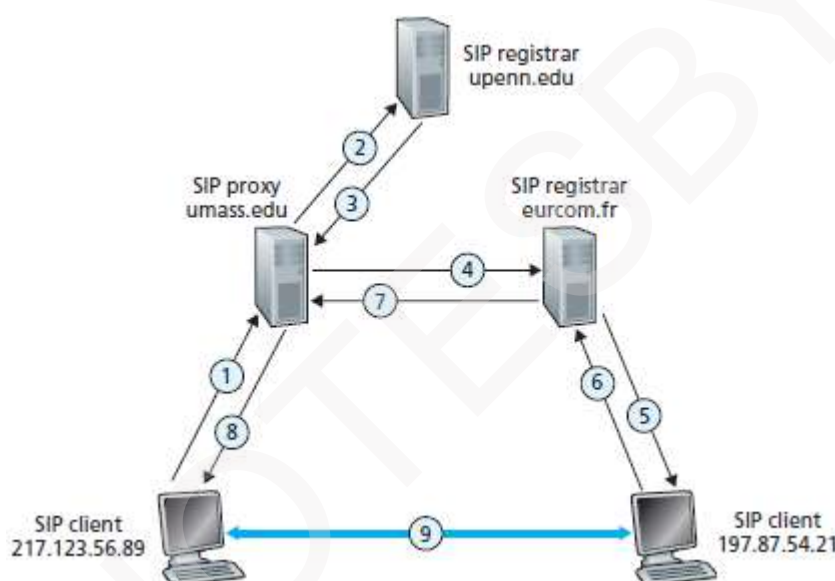 SIP registrar
upenn.edu
2
SIP proxy
umass.edu
3
SIP registrar
eurcom.fr
4
7
1
8
6
5
SIP client
217.123.56.89
9
SIP client
197.87.54.21
OTESBY